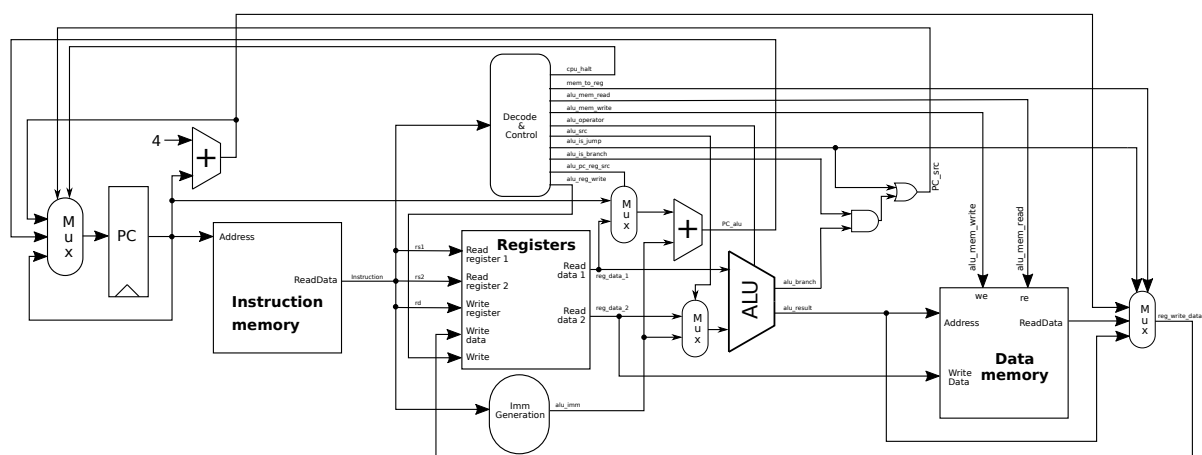 cpu_halt
mem_to_reg
alu_mem_read
alu_mem_write
alu_operator
alu_src
alu_is_jump
alu_is_branch
alu_pc_reg_src
alu_reg_write
Decode
&
Control
4
+
Mux
PC
Address
ReadData
Instruction
memory
Instruction
rs1
rs2
rd
Registers
Read
register 1
Read
register 2
Write
register
Write
data
Write
Read
data 1
Read
data 2
reg_data_1
reg_data_2
Imm
Generation
alu_imm
Mux
+
PC_alu
Mux
ALU
alu_branch
alu_result
PC_src
alu_mem_write
alu_mem_read
we
re
Address
ReadData
Data
memory
Write
Data
Mux
reg_write_data